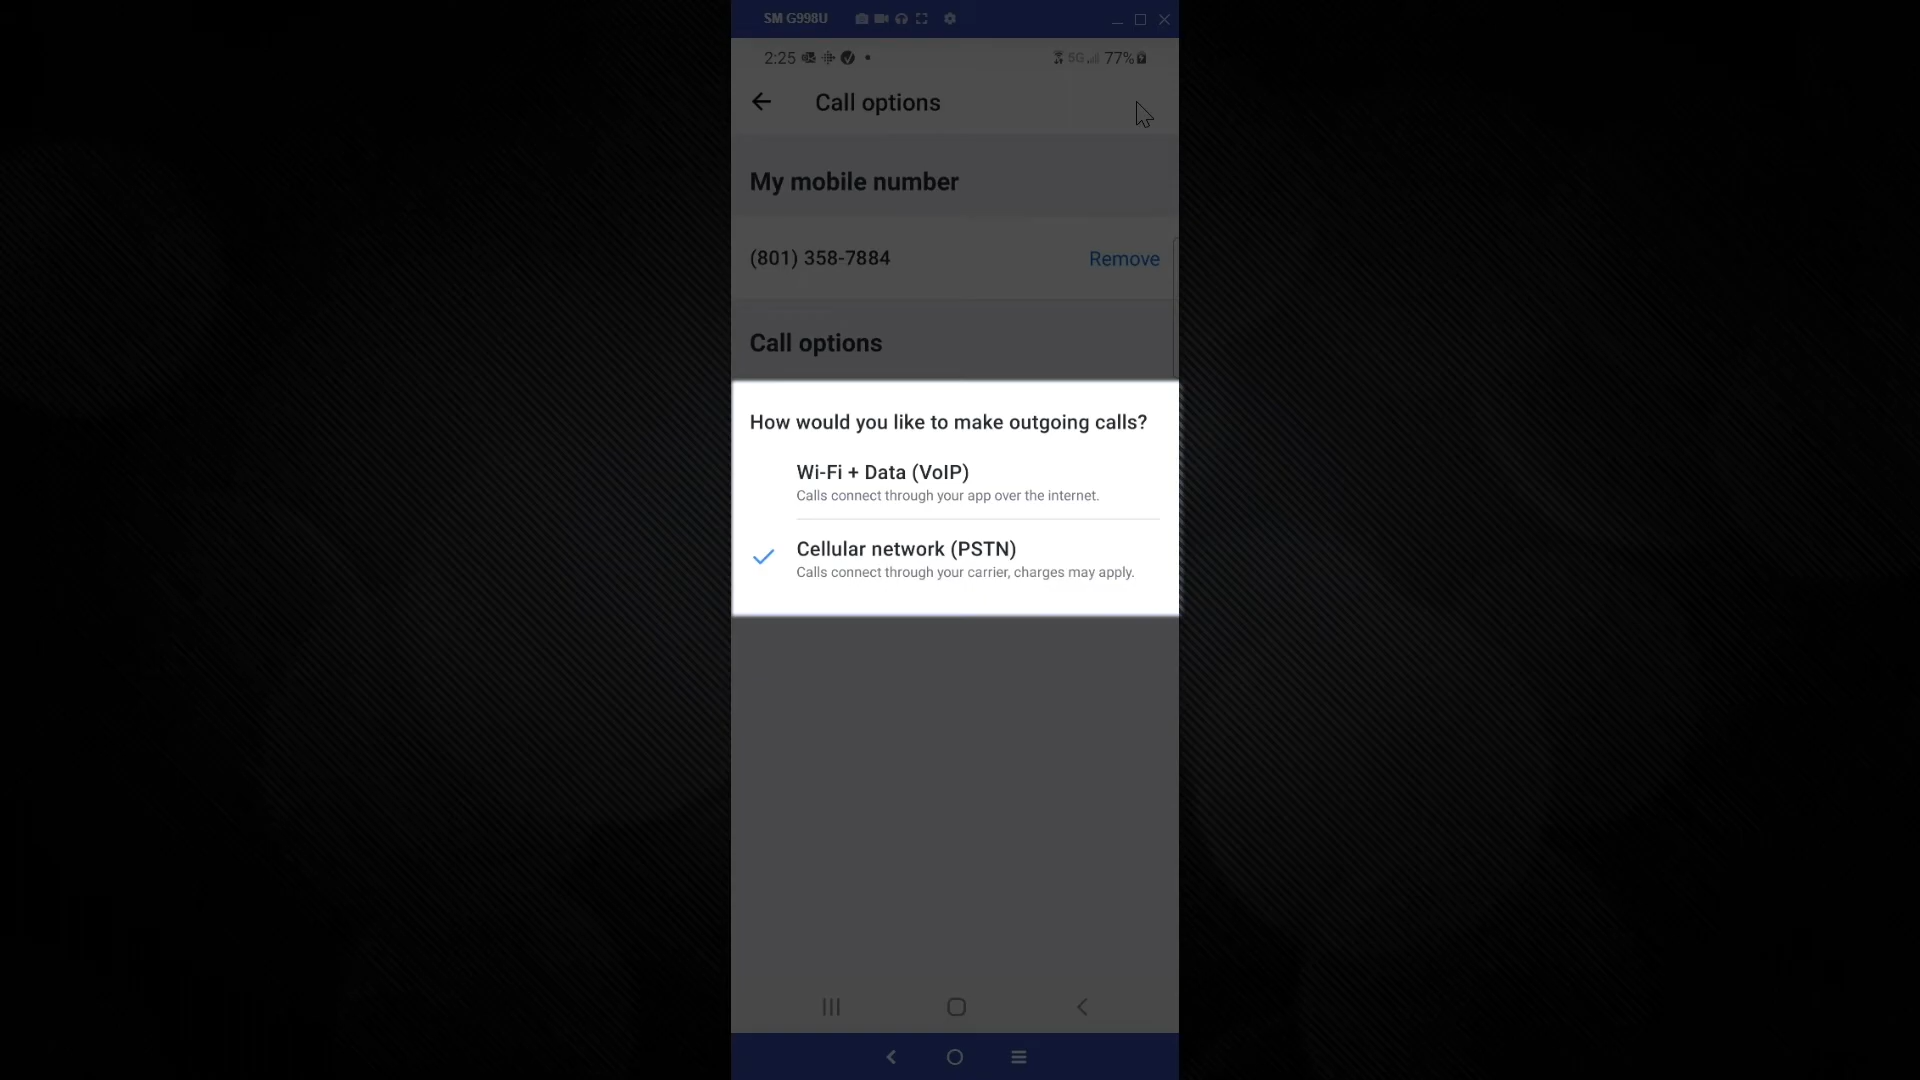 SM G998U
2:25 5G 77%
Call options
My mobile number
(801) 358-7884 Remove
Call options
How would you like to make outgoing calls?
Wi-Fi + Data (VoIP)
Calls connect through your app over the internet.
Cellular network (PSTN)
Calls connect through your carrier, charges may apply.